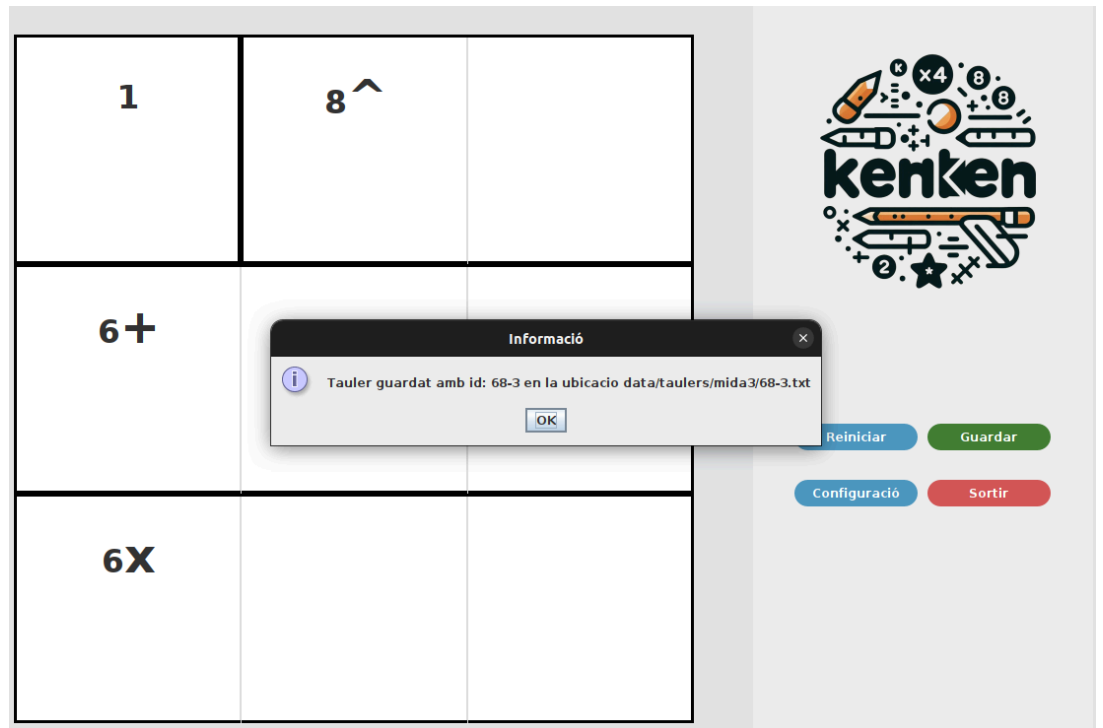 1
8^
K
x4
8
8
kenken
2
6+
Informació
Tauler guardat amb id: 68-3 en la ubicacio data/taulers/mida3/68-3.txt
OK
Reiniciar
Guardar
Configuració
Sortir
6x